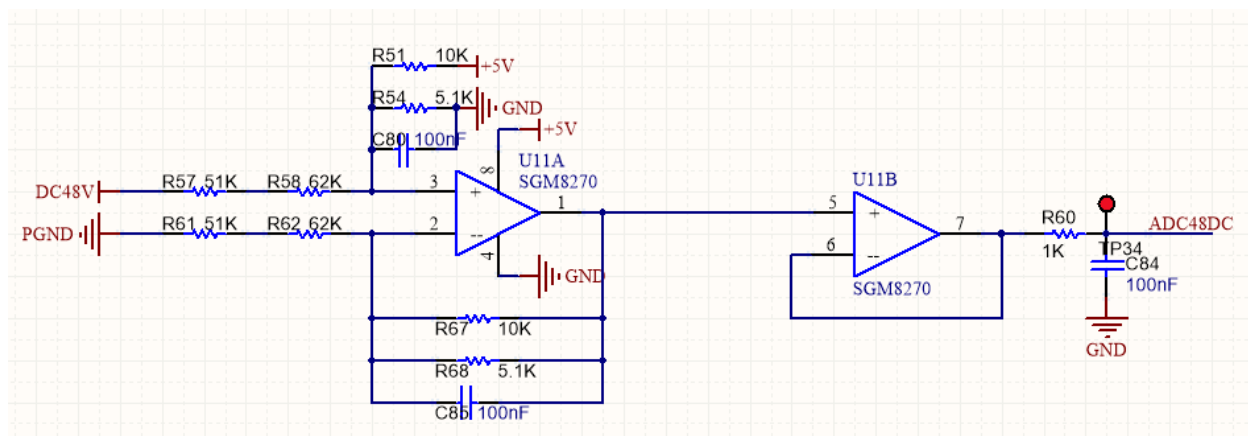 R51 10K +5V
R54 5.1K GND
C80 100nF +5V
U11A
SGM8270
8
DC48V R57 51K R58 62K 3 + 1
PGND R61 51K R62 62K 2 --
4 GND
R67 10K
R68 5.1K
C85 100nF
U11B
5 + 7
6 --
SGM8270
R60 ADC48DC
1K TP34
C84
100nF
GND